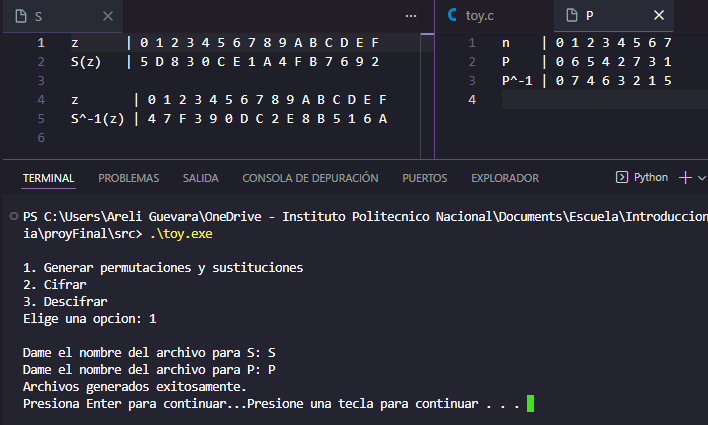 S
1 z | 0 1 2 3 4 5 6 7 8 9 A B C D E F
2 S(z) | 5 D 8 3 0 C E 1 A 4 F B 7 6 9 2
3
4 z | 0 1 2 3 4 5 6 7 8 9 A B C D E F
5 S^-1(z) | 4 7 F 3 9 0 D C 2 E 8 B 5 1 6 A
6
toy.c P
1 n | 0 1 2 3 4 5 6 7
2 P | 0 6 5 4 2 7 3 1
3 P^-1 | 0 7 4 6 3 2 1 5
4
TERMINAL PROBLEMAS SALIDA CONSOLA DE DEPURACIÓN PUERTOS EXPLORADOR Python
PS C:\Users\Areli Guevara\OneDrive - Instituto Politecnico Nacional\Documents\Escuela\Introduccion
ia\proyFinal\src> .\toy.exe
1. Generar permutaciones y sustituciones
2. Cifrar
3. Descifrar
Elige una opcion: 1
Dame el nombre del archivo para S: S
Dame el nombre del archivo para P: P
Archivos generados exitosamente.
Presiona Enter para continuar...Presione una tecla para continuar . . .